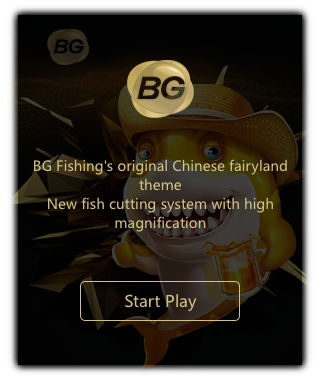 BG
BG
BG Fishing's original Chinese fairyland
theme
New fish cutting system with high
magnification
Start Play